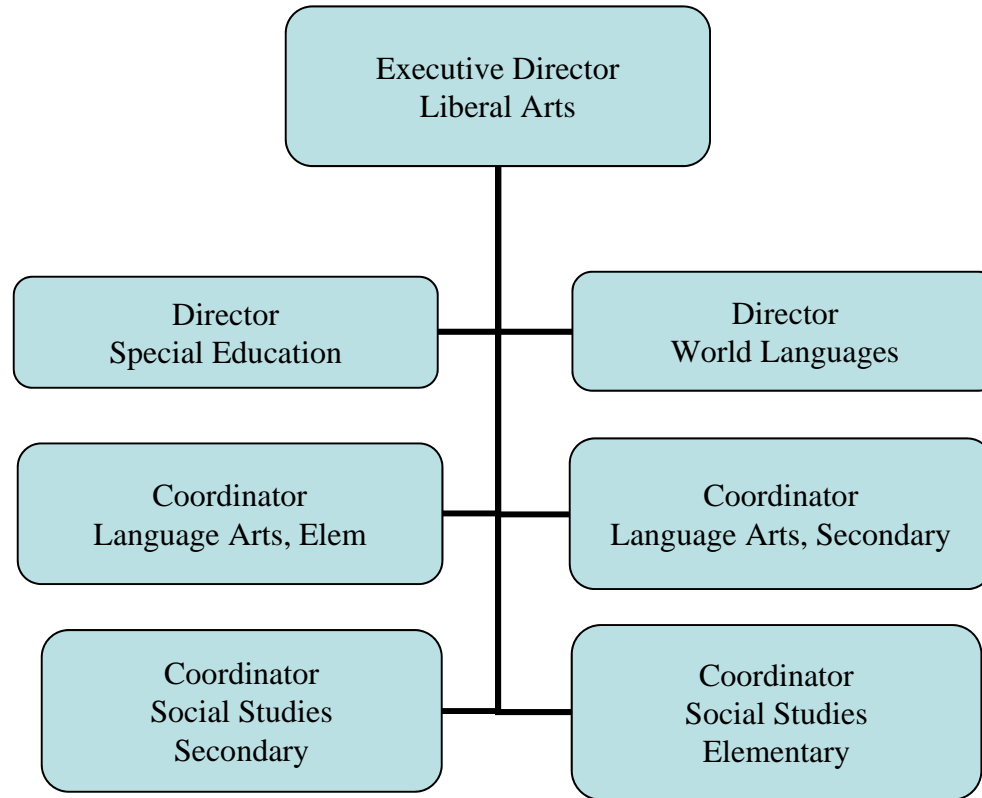 Executive Director
Liberal Arts
Director
Special Education
Director
World Languages
Coordinator
Language Arts, Elem
Coordinator
Language Arts, Secondary
Coordinator
Social Studies
Secondary
Coordinator
Social Studies
Elementary